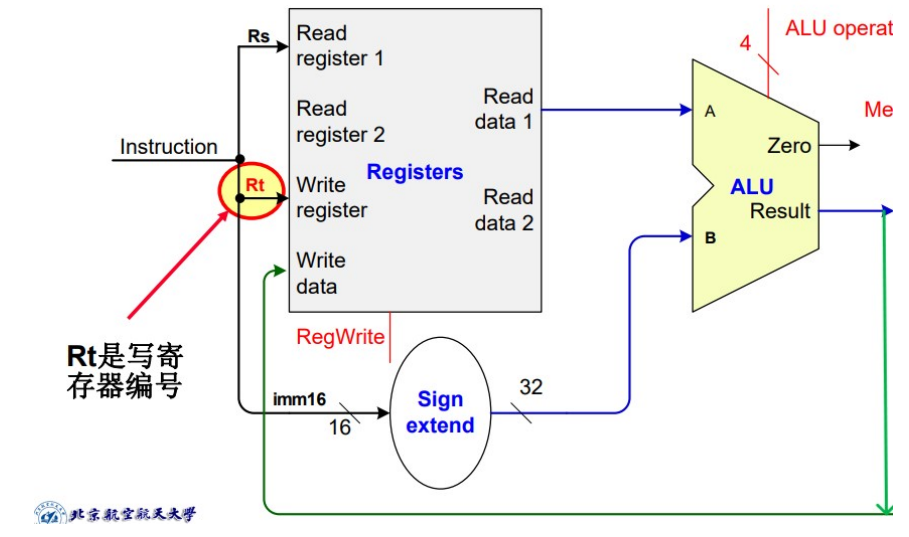 Rs
Read
register 1
Read
register 2
Read
data 1
Instruction
Rt
Write
register
Registers
Read
data 2
Write
data
RegWrite
4
ALU operat
Me
A
Zero
ALU
Result
B
Rt是写寄
存器编号
imm16
16
Sign
extend
32
北京航空航天大學